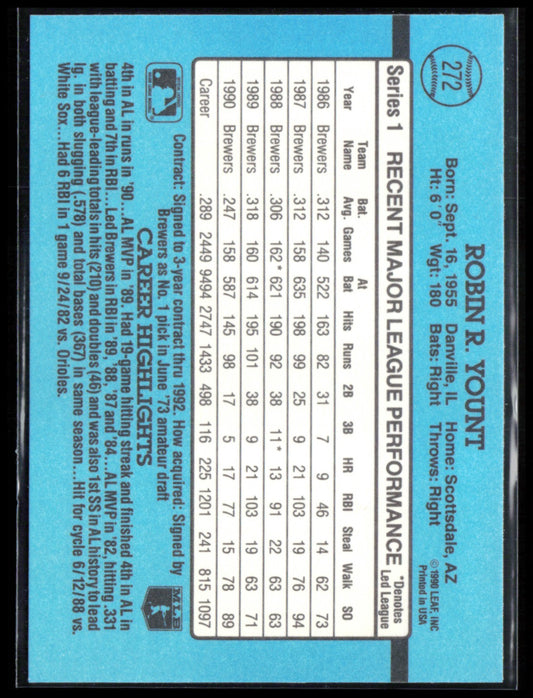 272
ROBIN R. YOUNT
Born: Sept. 16, 1955 Danville, IL Home: Scottsdale, AZ
Ht: 6' 0" Wgt: 180 Bats: Right Throws: Right
©1990 LEAF, INC
Printed in USA
Series 1 RECENT MAJOR LEAGUE PERFORMANCE *Denotes Led League
Year Team Name Bat. Avg. Games At Bat Hits Runs 2B 3B HR RBI Steal Walk SO
1986 Brewers .312 140 522 163 82 31 7 9 46 14 62 73
1987 Brewers .312 158 635 198 99 25 9 21 103 19 76 94
1988 Brewers .306 162* 621 190 92 38 11* 13 91 22 63 63
1989 Brewers .318 160 614 195 101 38 9 21 103 19 63 71
1990 Brewers .247 158 587 145 98 17 5 17 77 15 78 89
Career .289 2449 9494 2747 1433 498 116 225 1201 241 815 1097
Contract: Signed to 3-year contract thru 1992. How acquired: Signed by
Brewers as No. 1 pick in June '73 amateur draft
MLB
CAREER HIGHLIGHTS
4th in AL in runs in '90...AL MVP in '89. Had 19-game hitting streak and finished 4th in AL in
batting and 7th in RBI...Led Brewers in RBI in '89, '88, '87 and '84...AL MVP in '82, hitting .331
with league-leading totals in hits (210) and doubles (46) and was also 1st SS in AL history to lead
lg. in both slugging (.578) and total bases (367) in same season...Hit for cycle 6/12/88 vs.
White Sox...Had 6 RBI in 1 game 9/24/82 vs. Orioles.